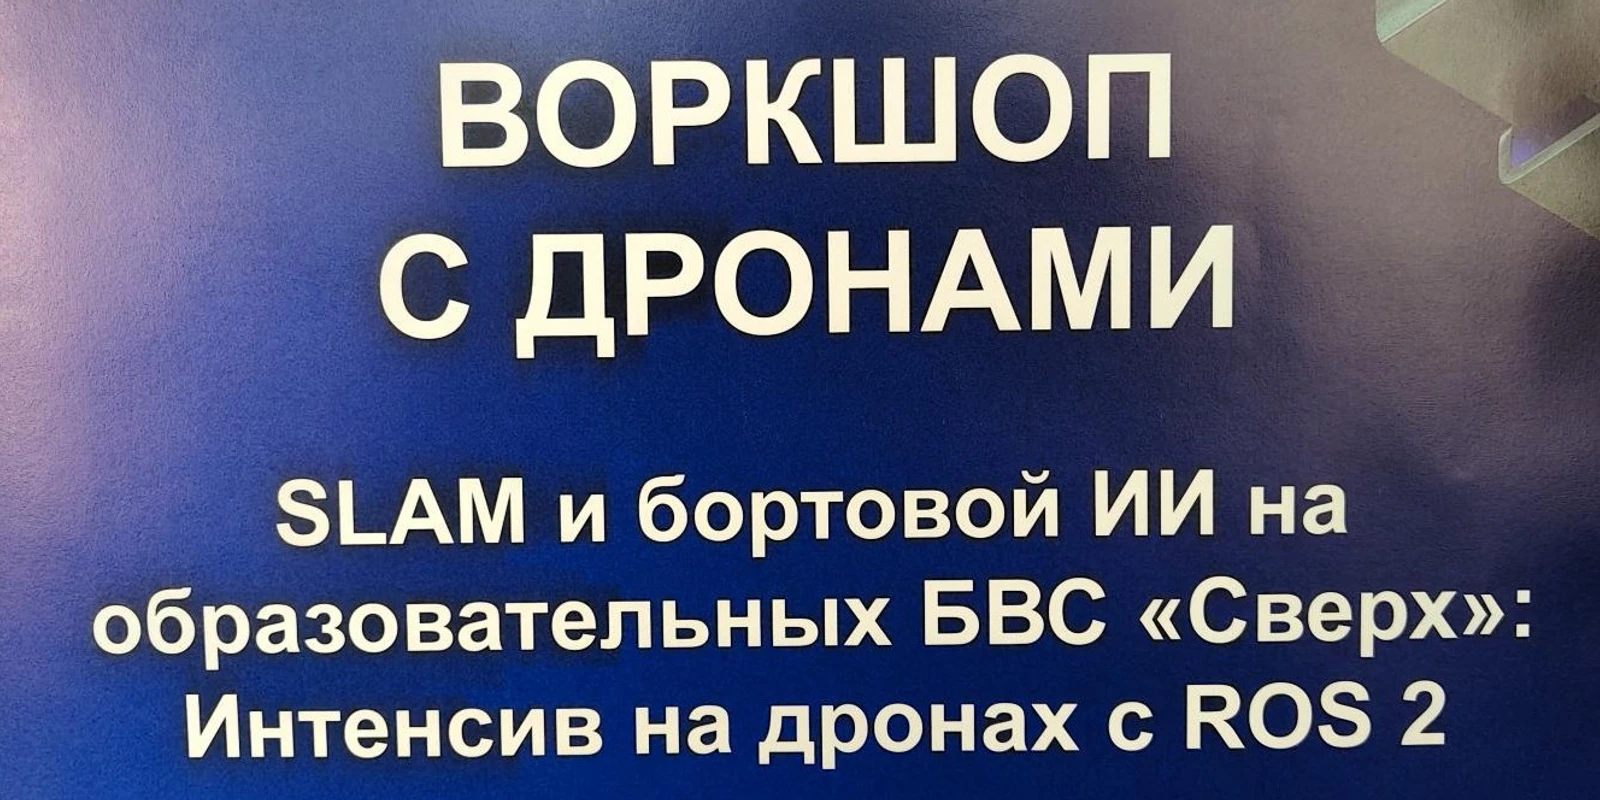 ВОРКШОП
С ДРОНАМИ
SLAM и бортовой ИИ на
образовательных БВС «Сверх»:
Интенсив на дронах с ROS 2